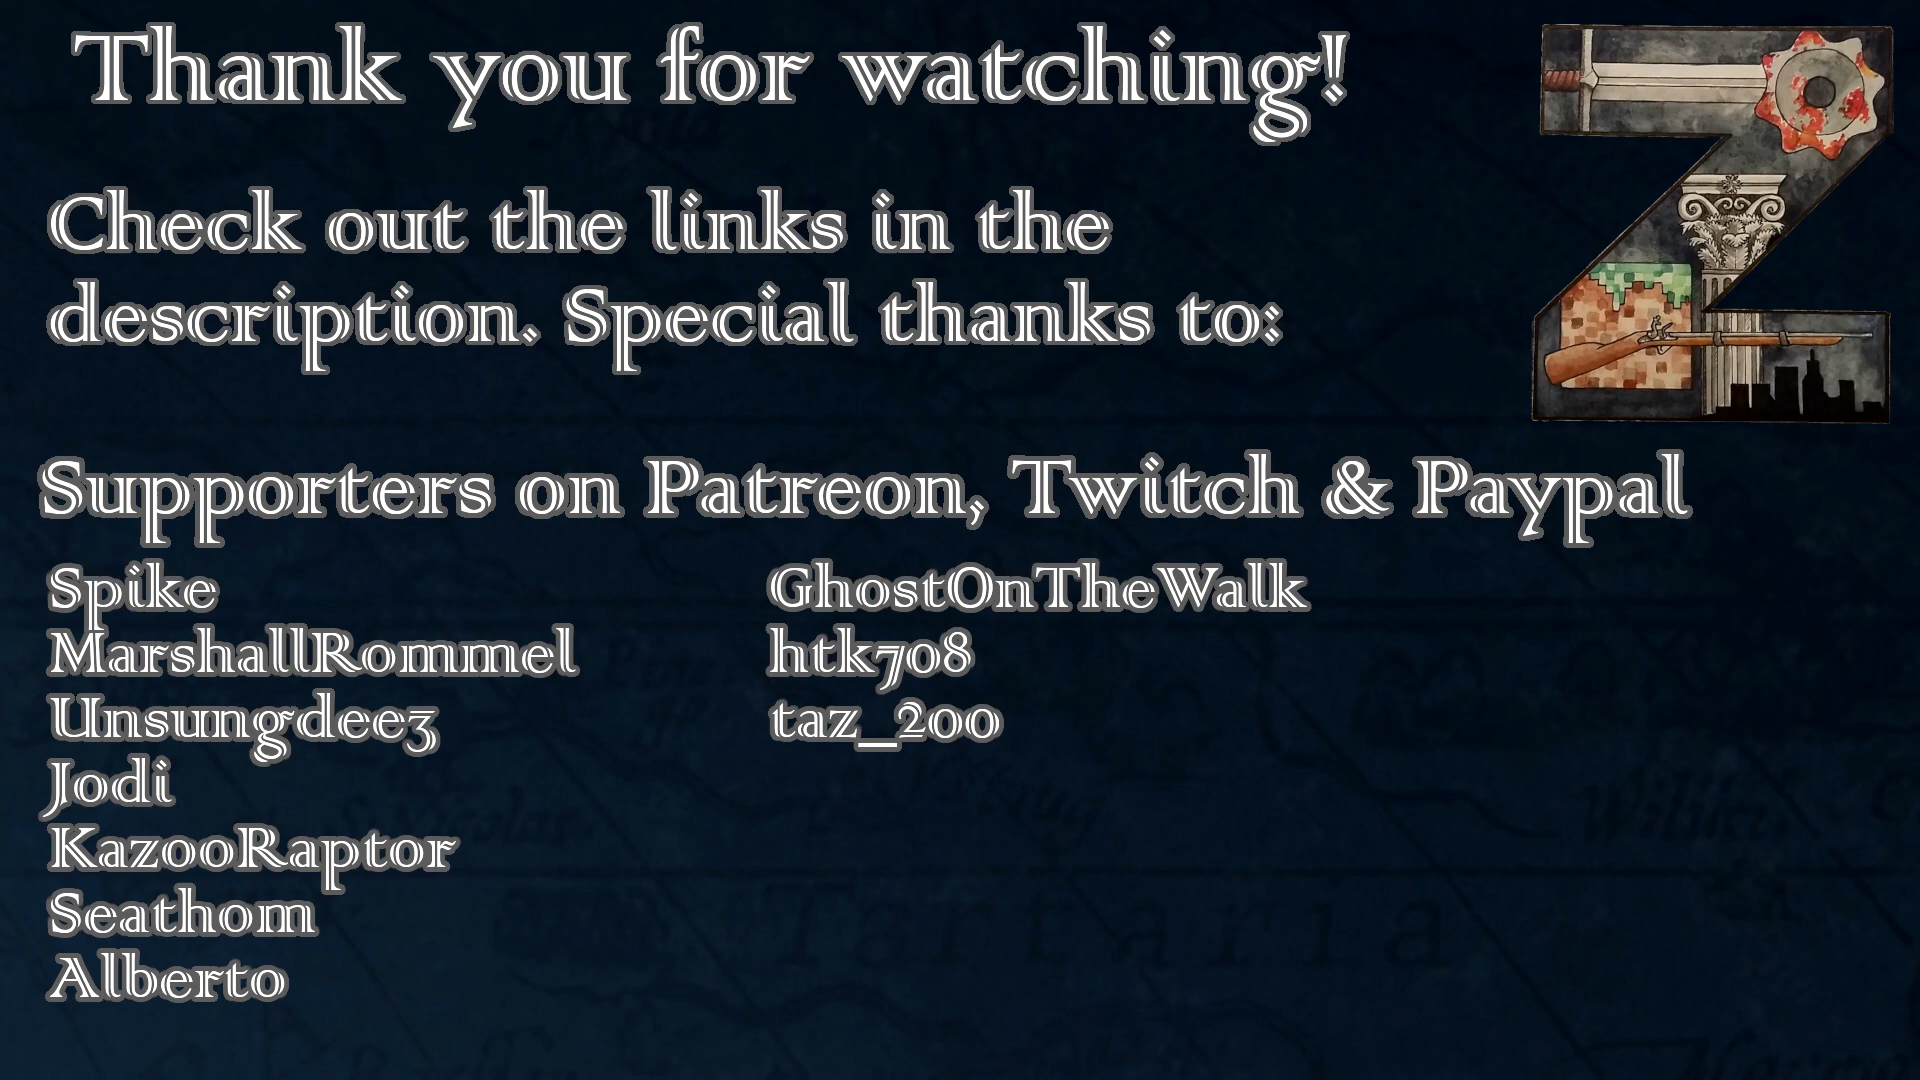 Thank you for watching!
Check out the links in the
description. Special thanks to:
Supporters on Patreon, Twitch & Paypal
Spike
MarshallRommel
Unsungdee3
Jodi
KazooRaptor
Seathom
Alberto
GhostOnTheWalk
htk708
taz_200
Tartaria